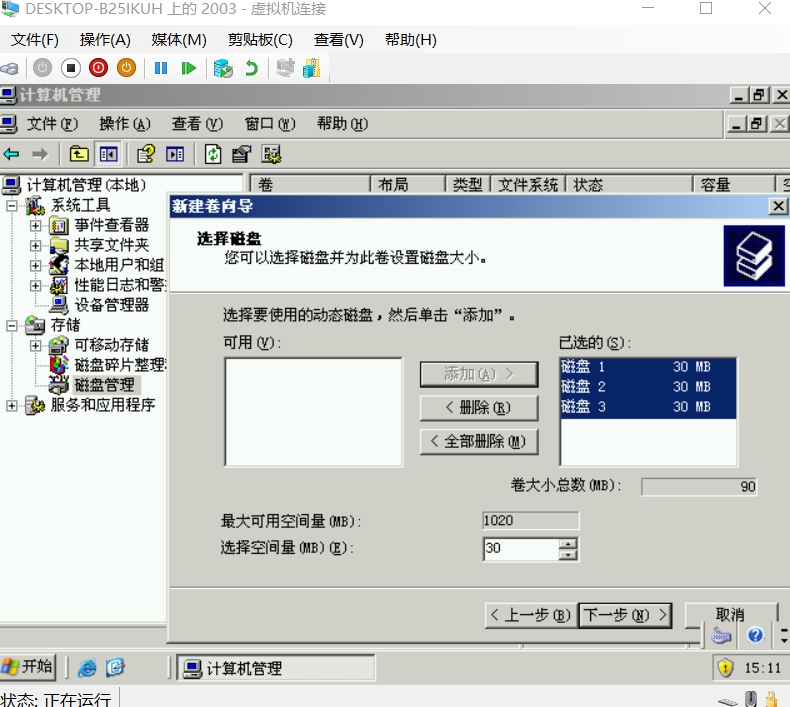 DESKTOP-B25IKUH 上的 2003 - 虚拟机连接
文件(F) 操作(A) 媒体(M) 剪贴板(C) 查看(V) 帮助(H)
计算机管理
文件(F) 操作(A) 查看(V) 窗口(W) 帮助(H)
计算机管理(本地)
系统工具
事件查看器
共享文件夹
本地用户和组
性能日志和警
设备管理器
存储
可移动存储
磁盘碎片整理
磁盘管理
服务和应用程序
卷 布局 类型 文件系统 状态 容量
新建卷向导
选择磁盘
您可以选择磁盘并为此卷设置磁盘大小。
选择要使用的动态磁盘，然后单击“添加”。
可用(V):
已选的(S):
添加(A) >
< 删除(R)
< 全部删除(M)
磁盘 1 30 MB
磁盘 2 30 MB
磁盘 3 30 MB
卷大小总数(MB): 90
最大可用空间量(MB): 1020
选择空间量(MB)(E): 30
< 上一步(B) 下一步(N) > 取消
开始 计算机管理 15:11
状态: 正在运行